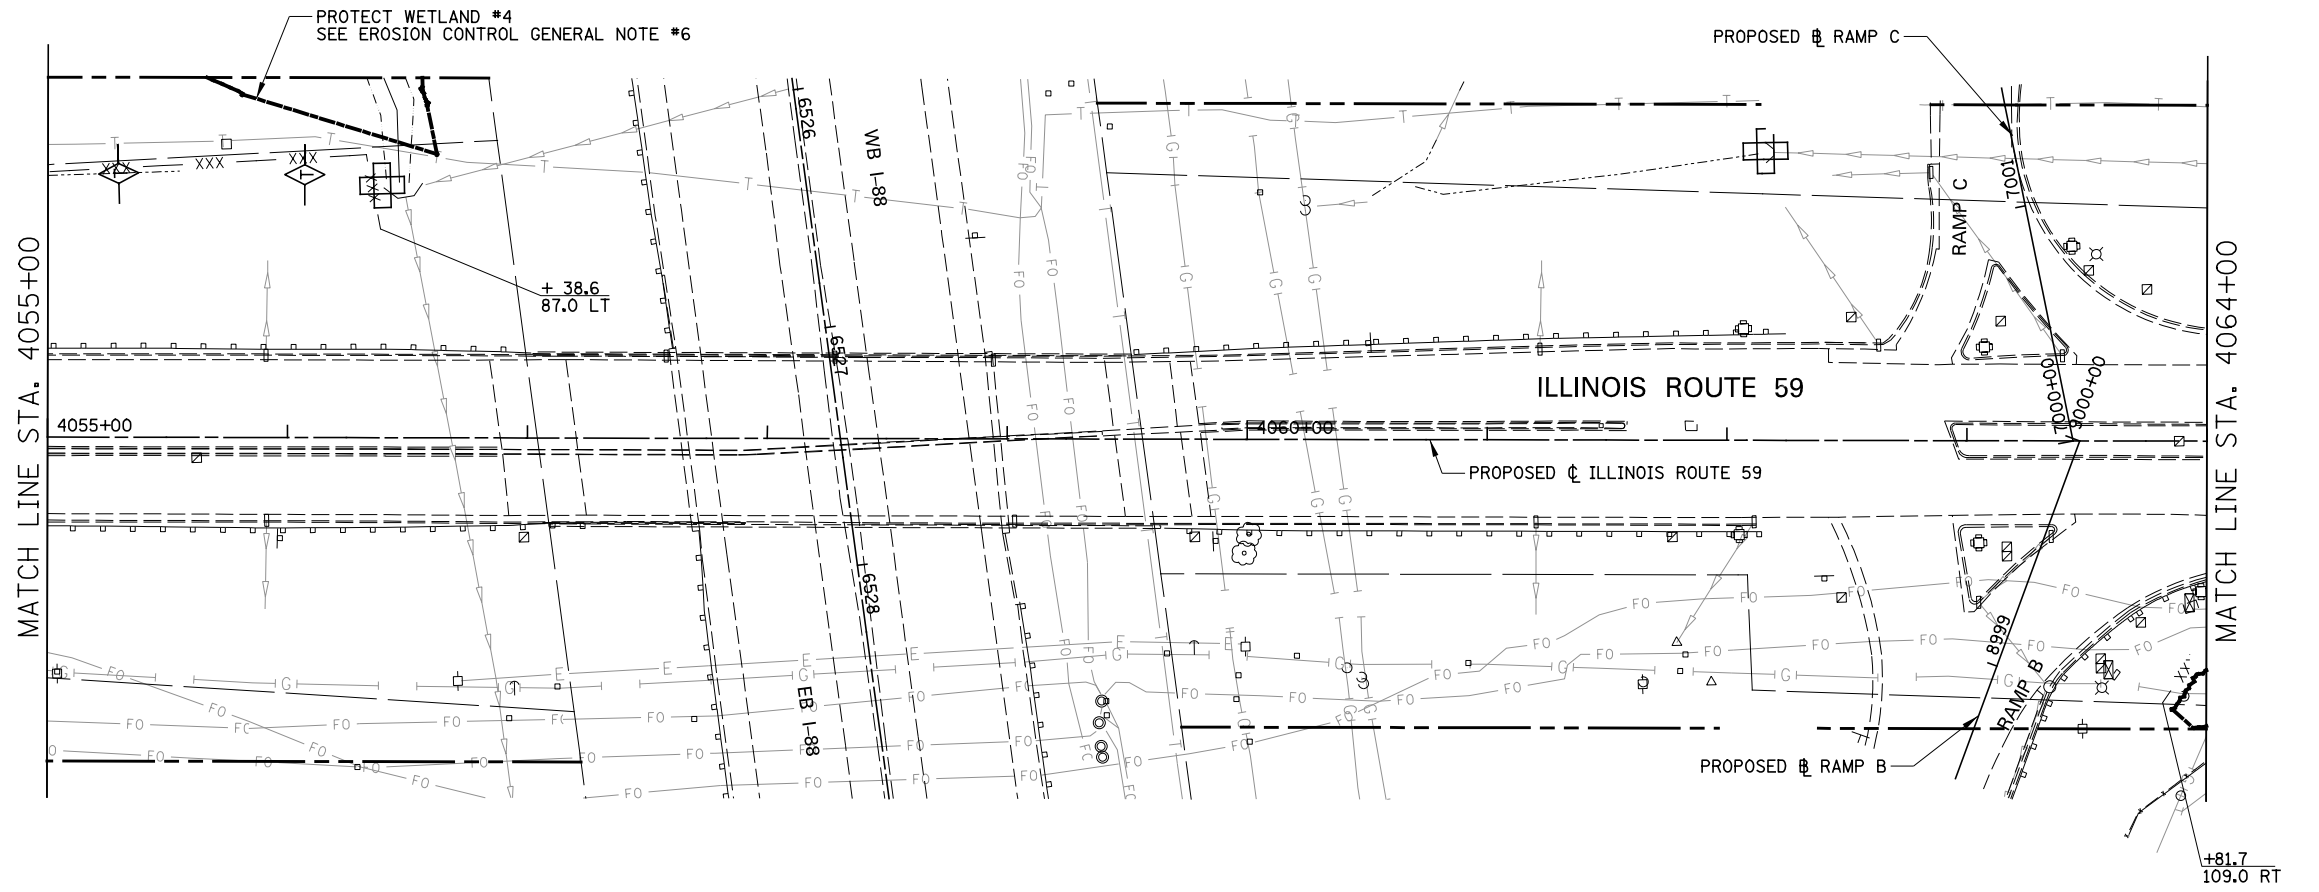 PROTECT WETLAND #4
SEE EROSION CONTROL GENERAL NOTE #6
PROPOSED ⅊ RAMP C
6526
WB I-88
7001
RAMP C
MATCH LINE STA. 4055+00
MATCH LINE STA. 4064+00
+ 38.6
87.0 LT
6527
ILLINOIS ROUTE 59
7000+00
9000+00
4055+00
4060+00
PROPOSED ℄ ILLINOIS ROUTE 59
6528
8999
EB I-88
RAMP B
PROPOSED ⅊ RAMP B
+81.7
109.0 RT